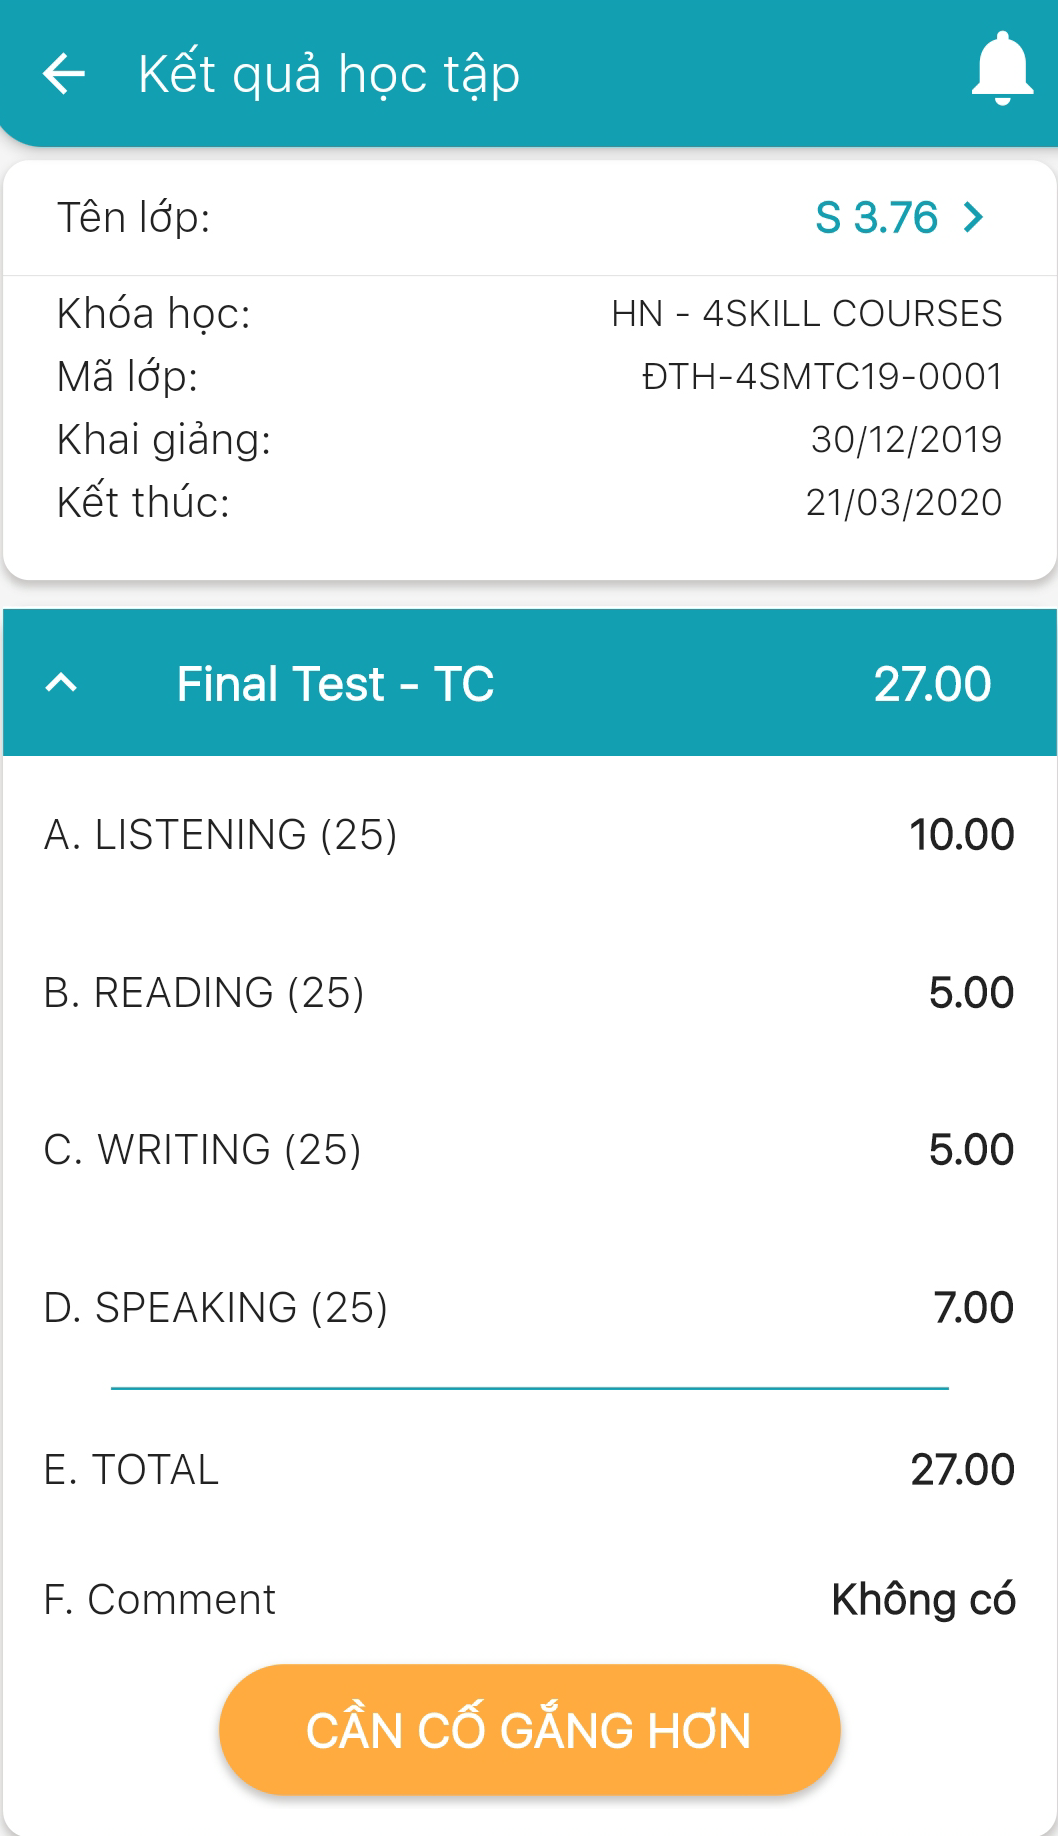 Kết quả học tập
Tên lớp: S 3.76
Khóa học: HN - 4SKILL COURSES
Mã lớp: ĐTH-4SMTC19-0001
Khai giảng: 30/12/2019
Kết thúc: 21/03/2020
Final Test - TC 27.00
A. LISTENING (25) 10.00
B. READING (25) 5.00
C. WRITING (25) 5.00
D. SPEAKING (25) 7.00
E. TOTAL 27.00
F. Comment Không có
CẦN CỐ GẮNG HƠN